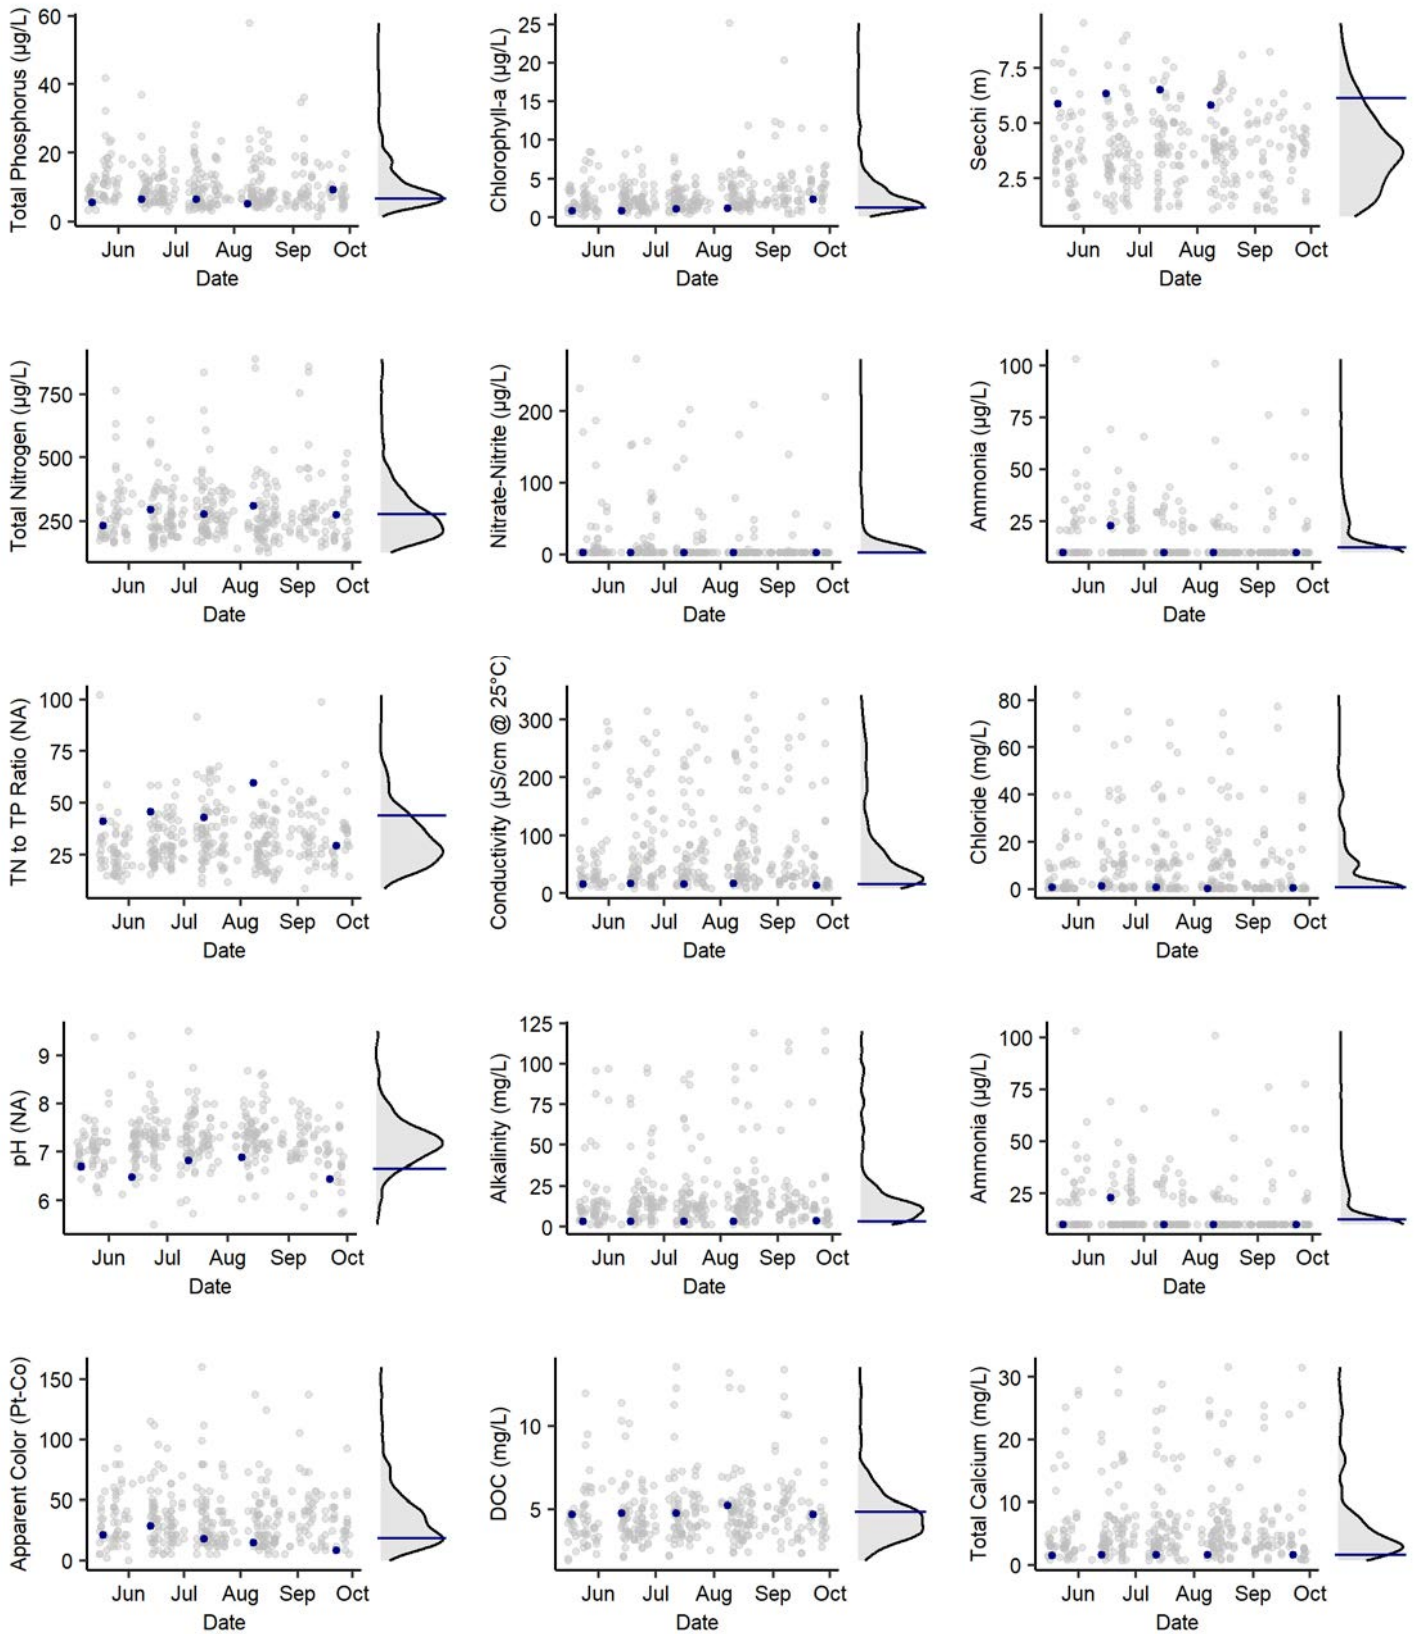 Total Phosphorus (µg/L)
60
40
20
0
Jun Jul Aug Sep Oct
Date
Chlorophyll-a (µg/L)
25
20
15
10
5
0
Jun Jul Aug Sep Oct
Date
Secchi (m)
7.5
5.0
2.5
Jun Jul Aug Sep Oct
Date
Total Nitrogen (µg/L)
750
500
250
Jun Jul Aug Sep Oct
Date
Nitrate-Nitrite (µg/L)
200
100
0
Jun Jul Aug Sep Oct
Date
Ammonia (µg/L)
100
75
50
25
Jun Jul Aug Sep Oct
Date
TN to TP Ratio (NA)
100
75
50
25
Jun Jul Aug Sep Oct
Date
Conductivity (µS/cm @ 25°C)
300
200
100
0
Jun Jul Aug Sep Oct
Date
Chloride (mg/L)
80
60
40
20
0
Jun Jul Aug Sep Oct
Date
pH (NA)
9
8
7
6
Jun Jul Aug Sep Oct
Date
Alkalinity (mg/L)
125
100
75
50
25
0
Jun Jul Aug Sep Oct
Date
Ammonia (µg/L)
100
75
50
25
Jun Jul Aug Sep Oct
Date
Apparent Color (Pt-Co)
150
100
50
0
Jun Jul Aug Sep Oct
Date
DOC (mg/L)
10
5
Jun Jul Aug Sep Oct
Date
Total Calcium (mg/L)
30
20
10
0
Jun Jul Aug Sep Oct
Date